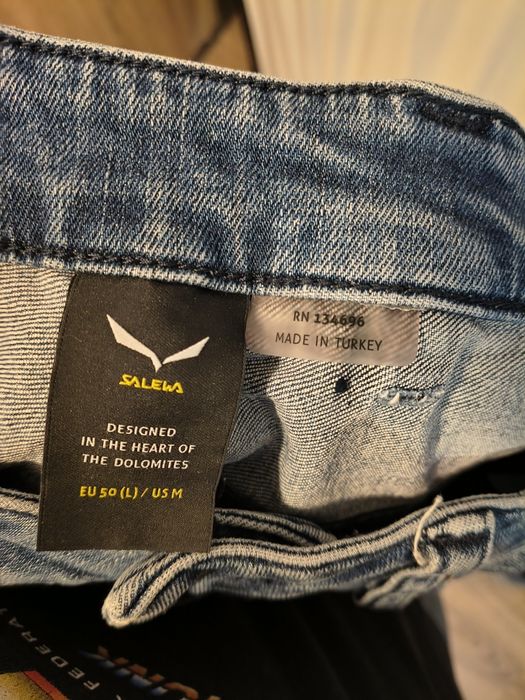 RN 134696
MADE IN TURKEY
SALEWA
DESIGNED
IN THE HEART OF
THE DOLOMITES
EU 50 (L) / US M